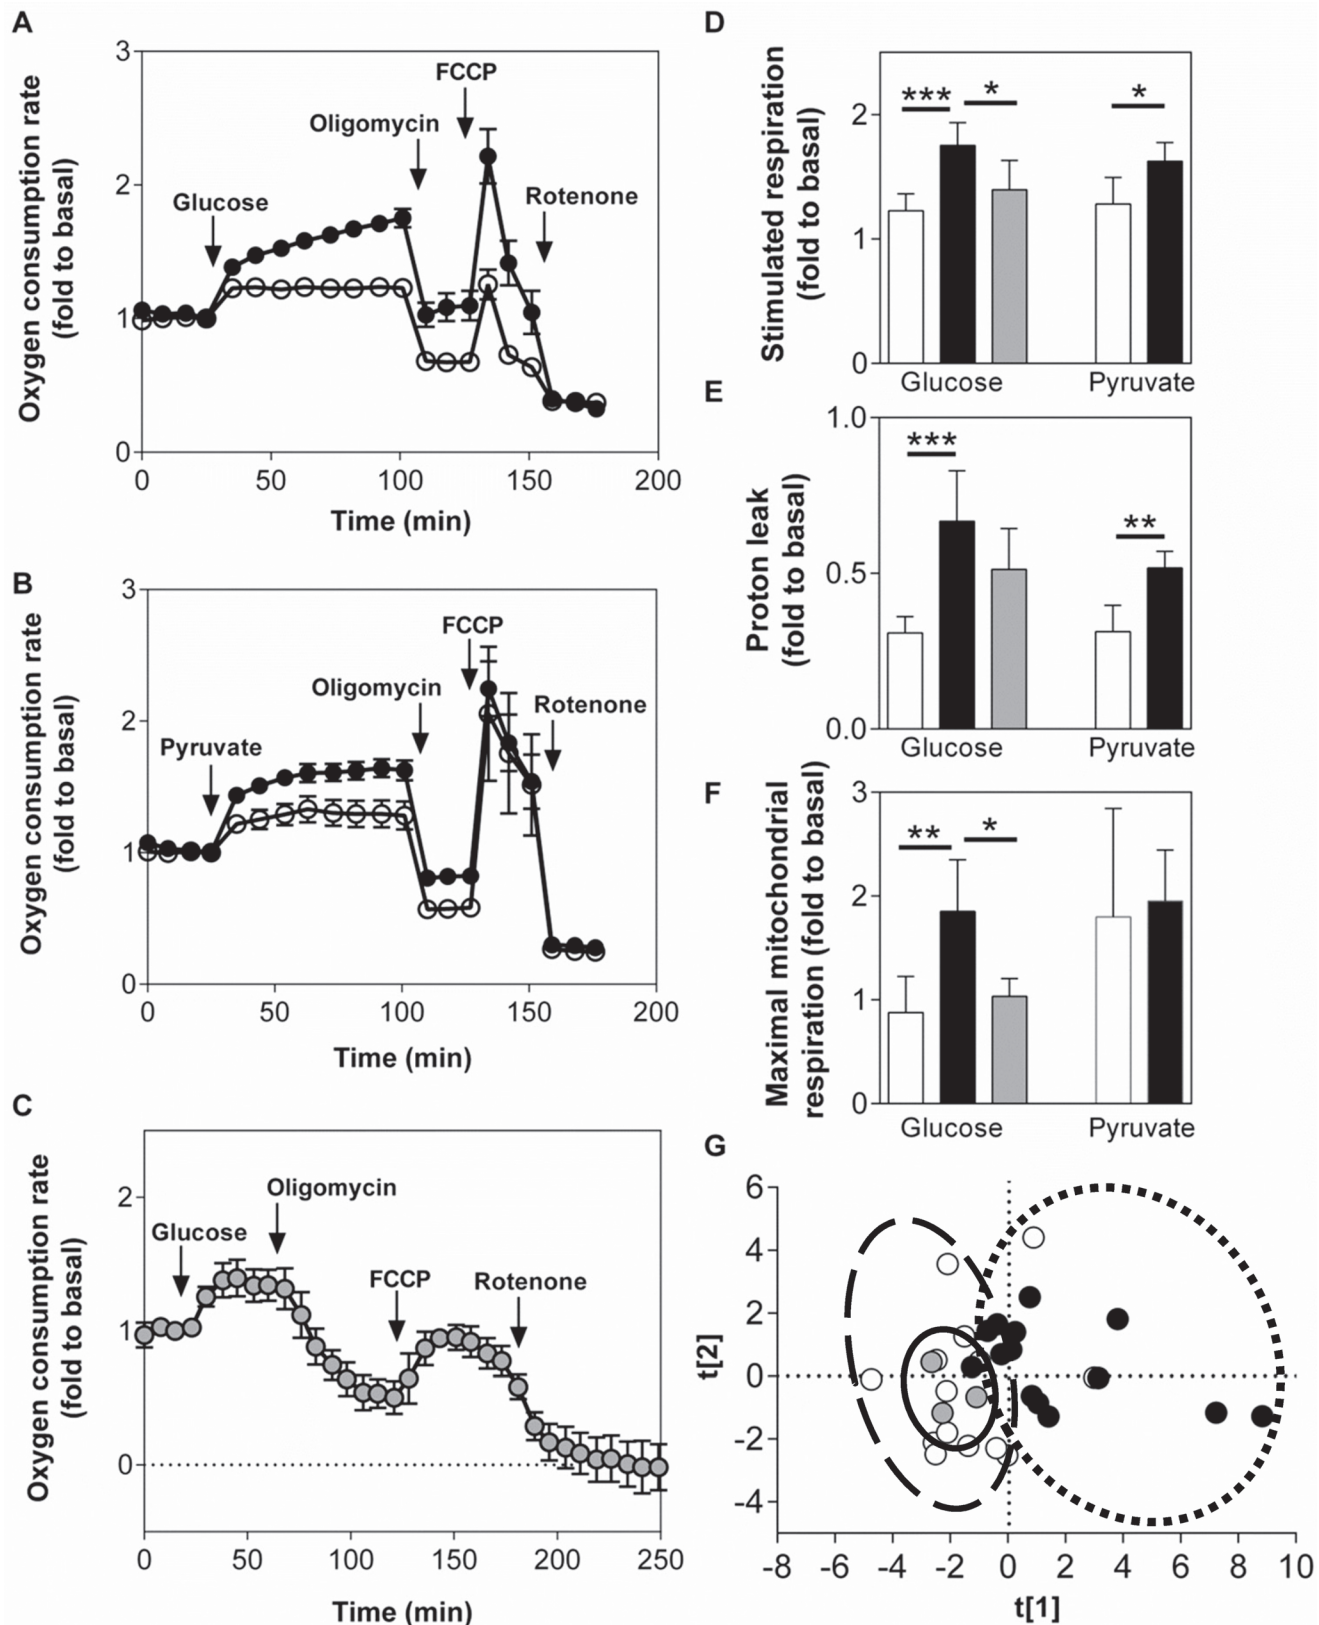 A
Oxygen consumption rate
(fold to basal)
3
2
1
0
Glucose
Oligomycin
FCCP
Rotenone
0 50 100 150 200
Time (min)
B
Oxygen consumption rate
(fold to basal)
3
2
1
0
Pyruvate
Oligomycin
FCCP
Rotenone
0 50 100 150 200
Time (min)
C
Oxygen consumption rate
(fold to basal)
2
1
0
Glucose
Oligomycin
FCCP
Rotenone
0 50 100 150 200 250
Time (min)
D
Stimulated respiration
(fold to basal)
2
1
0
*** * *
Glucose Pyruvate
E
Proton leak
(fold to basal)
1.0
0.5
0.0
*** **
Glucose Pyruvate
F
Maximal mitochondrial
respiration (fold to basal)
3
2
1
0
** *
Glucose Pyruvate
G
t[2]
6
4
2
0
-2
-4
-8 -6 -4 -2 0 2 4 6 8 10
t[1]